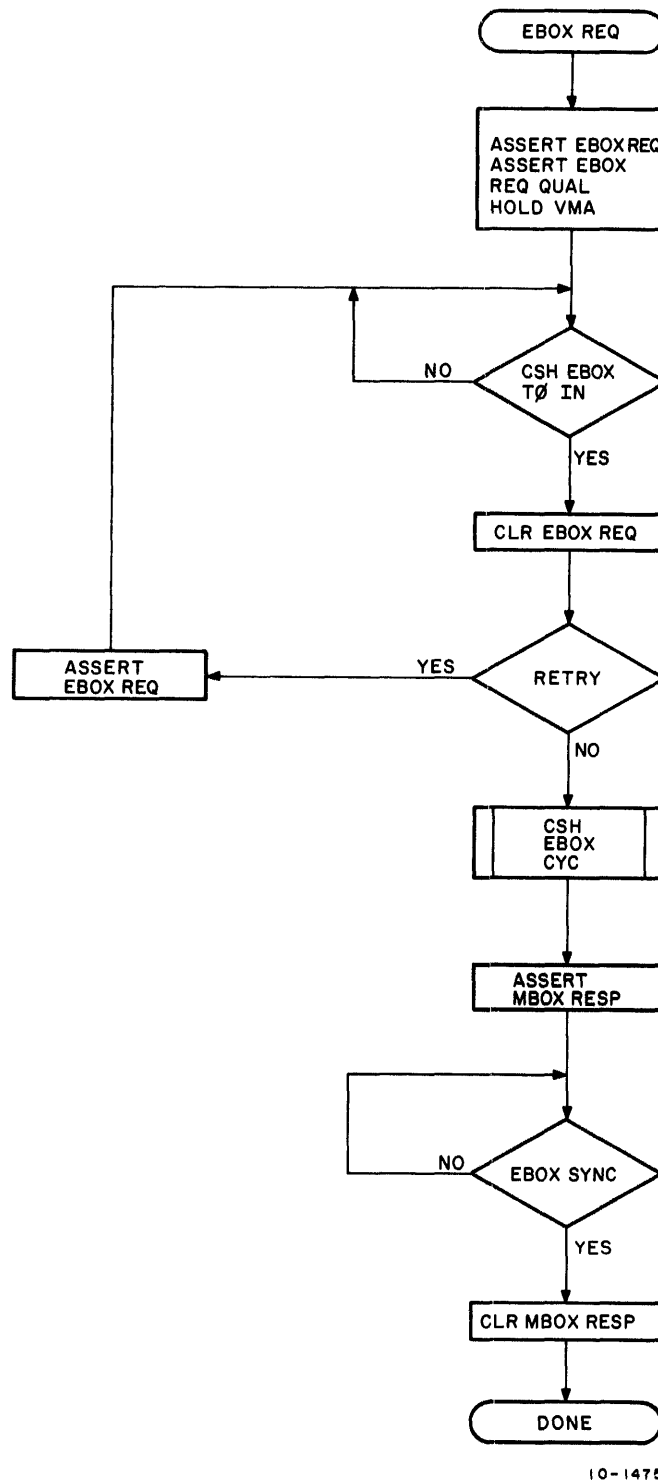 EBOX REQ
ASSERT EBOX REQ
ASSERT EBOX
REQ QUAL
HOLD VMA
NO
CSH EBOX
TØ IN
YES
CLR EBOX REQ
ASSERT
EBOX REQ
YES
RETRY
NO
CSH
EBOX
CYC
ASSERT
MBOX RESP
NO
EBOX SYNC
YES
CLR MBOX RESP
DONE